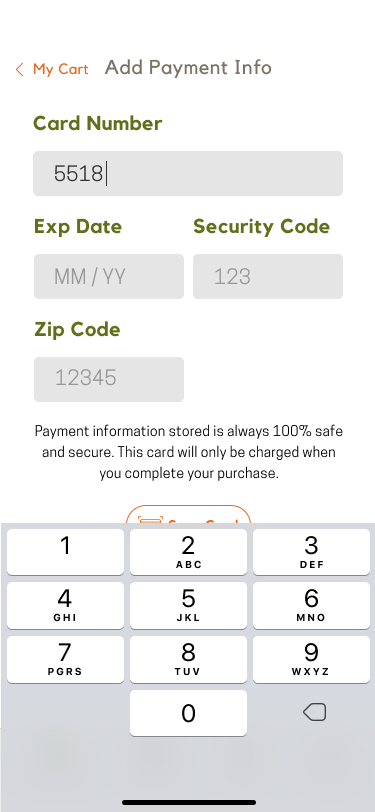 My Cart Add Payment Info
Card Number
5518
Exp Date Security Code
MM / YY 123
Zip Code
12345
Payment information stored is always 100% safe
and secure. This card will only be charged when
you complete your purchase.
1 2 3
ABC DEF
4 5 6
GHI JKL MNO
7 8 9
PGRS TUV WXYZ
0